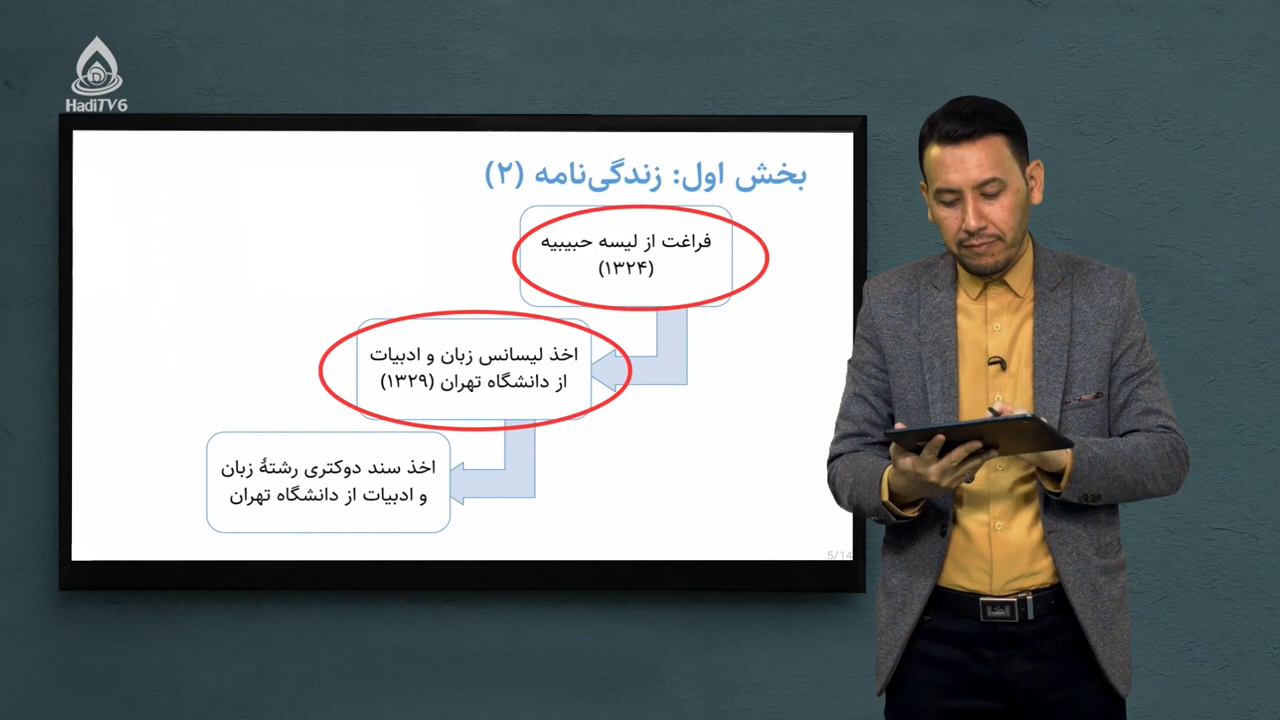 HadiTV6
بخش اول: زندگی‌نامه (۲)
فراغت از لیسه حبیبیه
(۱۳۲۴)
اخذ لیسانس زبان و ادبیات
از دانشگاه تهران (۱۳۲۹)
اخذ سند دوکتری رشتهٔ زبان
و ادبیات از دانشگاه تهران
5/14